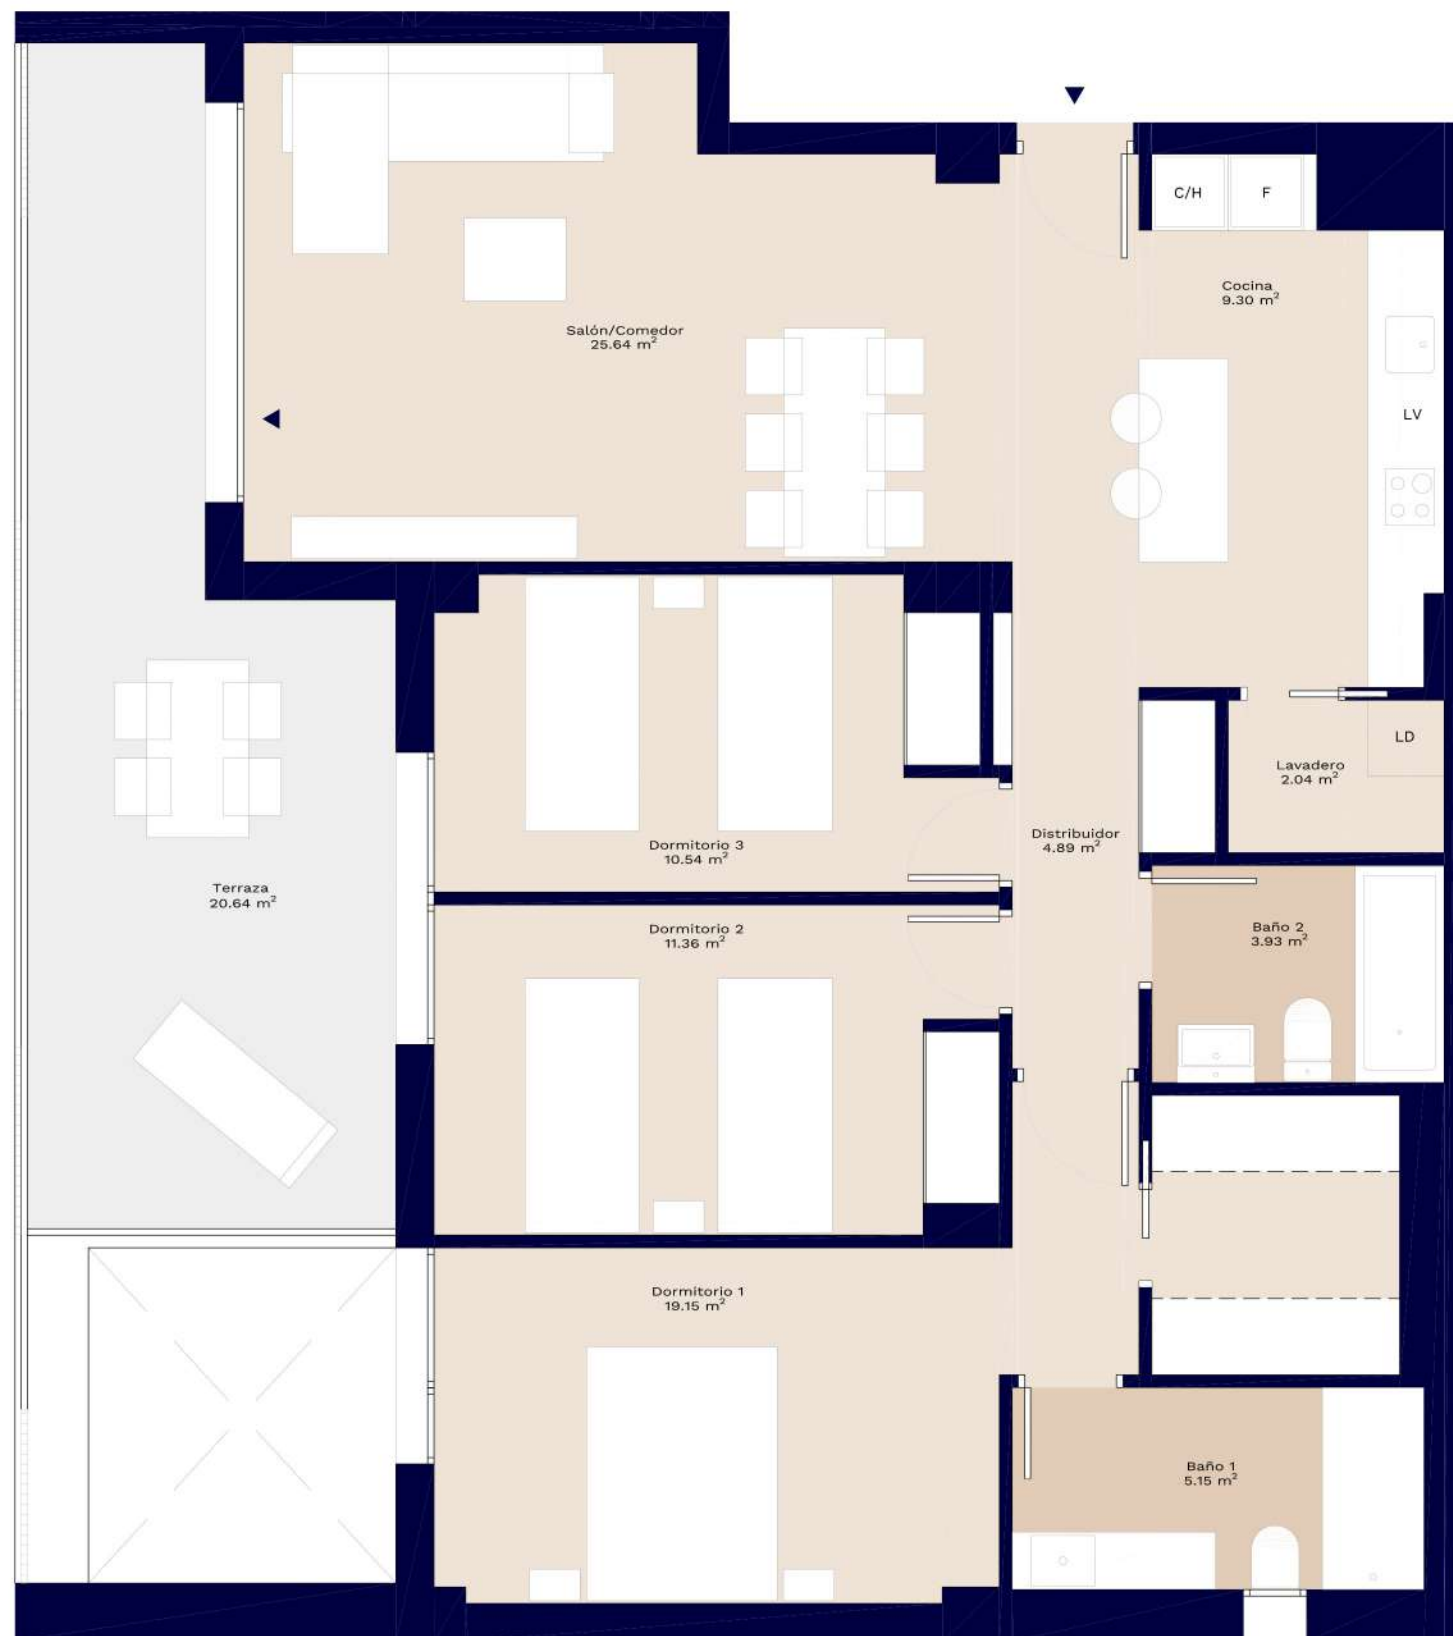 C/H
F
Cocina
9.30 m²
Salón/Comedor
25.64 m²
LV
LD
Lavadero
2.04 m²
Distribuidor
4.89 m²
Dormitorio 3
10.54 m²
Terraza
20.64 m²
Dormitorio 2
11.36 m²
Baño 2
3.93 m²
Dormitorio 1
19.15 m²
Baño 1
5.15 m²